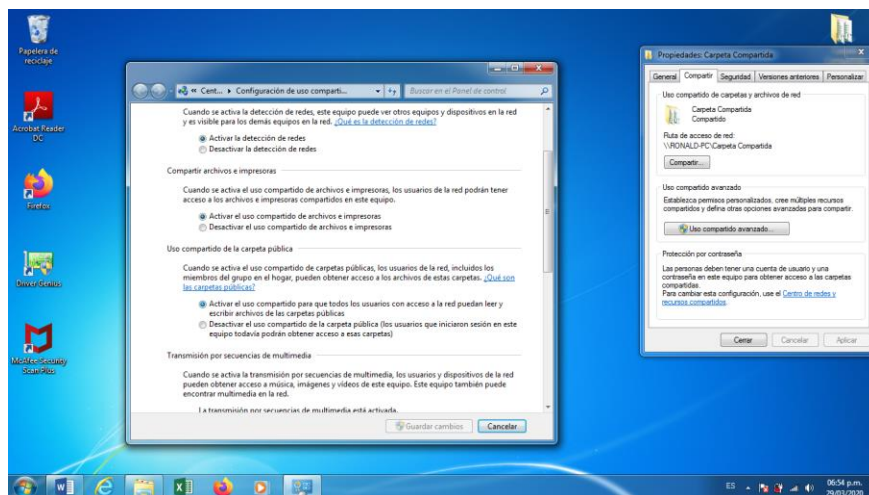 Papelera de
reciclaje
Acrobat Reader
DC
Firefox
Driver Genius
McAfee Security
Scan Plus
Cent...
Configuración de uso comparti...
Buscar en el Panel de control
Cuando se activa la detección de redes, este equipo puede ver otros equipos y dispositivos en la red
y es visible para los demás equipos en la red. ¿Qué es la detección de redes?
Activar la detección de redes
Desactivar la detección de redes
Compartir archivos e impresoras
Cuando se activa el uso compartido de archivos e impresoras, los usuarios de la red podrán tener
acceso a los archivos e impresoras compartidos en este equipo.
Activar el uso compartido de archivos e impresoras
Desactivar el uso compartido de archivos e impresoras
Uso compartido de la carpeta pública
Cuando se activa el uso compartido de carpetas públicas, los usuarios de la red, incluidos los
miembros del grupo en el hogar, pueden obtener acceso a los archivos de estas carpetas. ¿Qué son
las carpetas públicas?
Activar el uso compartido para que todos los usuarios con acceso a la red puedan leer y
escribir archivos de las carpetas públicas
Desactivar el uso compartido de la carpeta pública (los usuarios que iniciaron sesión en este
equipo todavía podrán obtener acceso a esas carpetas)
Transmisión por secuencias de multimedia
Cuando se activa la transmisión por secuencias de multimedia, los usuarios y dispositivos de la red
pueden obtener acceso a música, imágenes y vídeos de este equipo. Este equipo también puede
encontrar multimedia en la red.
La transmisión por secuencias de multimedia está activada.
Guardar cambios
Cancelar
Propiedades: Carpeta Compartida
General Compartir Seguridad Versiones anteriores Personalizar
Uso compartido de carpetas y archivos de red
Carpeta Compartida
Compartido
Ruta de acceso de red:
\\RONALD-PC\Carpeta Compartida
Compartir...
Uso compartido avanzado
Establezca permisos personalizados, cree múltiples recursos
compartidos y defina otras opciones avanzadas para compartir.
Uso compartido avanzado...
Protección por contraseña
Las personas deben tener una cuenta de usuario y una
contraseña en este equipo para obtener acceso a las carpetas
compartidas.
Para cambiar esta configuración, use el Centro de redes y
recursos compartidos.
Cerrar Cancelar Aplicar
ES
06:54 p.m.
29/03/2020